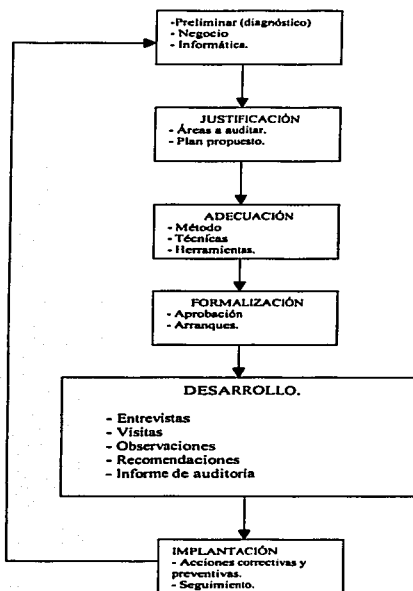 -Preliminar (diagnóstico)
- Negocio
- Informática.
JUSTIFICACIÓN
- Áreas a auditar.
- Plan propuesto.
ADECUACIÓN
- Método
- Técnicas
- Herramientas.
FORMALIZACIÓN
- Aprobación
- Arranques.
DESARROLLO.
- Entrevistas
- Visitas
- Observaciones
- Recomendaciones
- Informe de auditoría
IMPLANTACIÓN
- Acciones correctivas y
preventivas.
- Seguimiento.